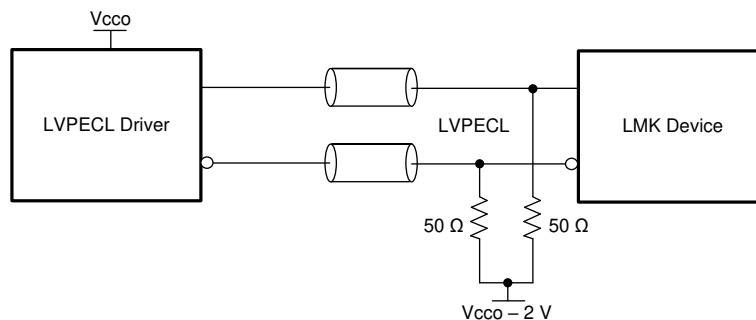 Vcco
LVPECL Driver
LVPECL
LMK Device
50 Ω
50 Ω
Vcco – 2 V